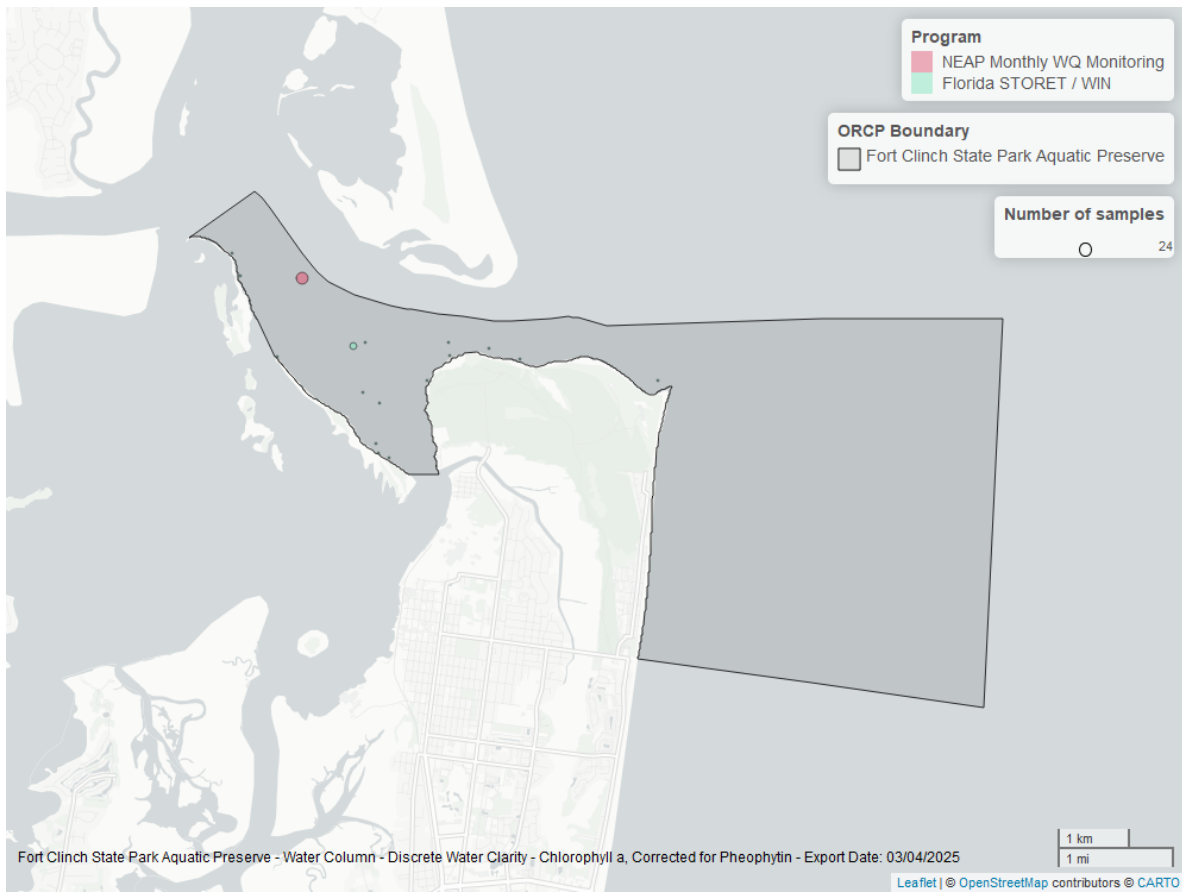 Program
NEAP Monthly WQ Monitoring
Florida STORET / WIN
ORCP Boundary
Fort Clinch State Park Aquatic Preserve
Number of samples
24
1 km
1 mi
Fort Clinch State Park Aquatic Preserve - Water Column - Discrete Water Clarity - Chlorophyll a, Corrected for Pheophytin - Export Date: 03/04/2025
Leaflet | © OpenStreetMap contributors © CARTO